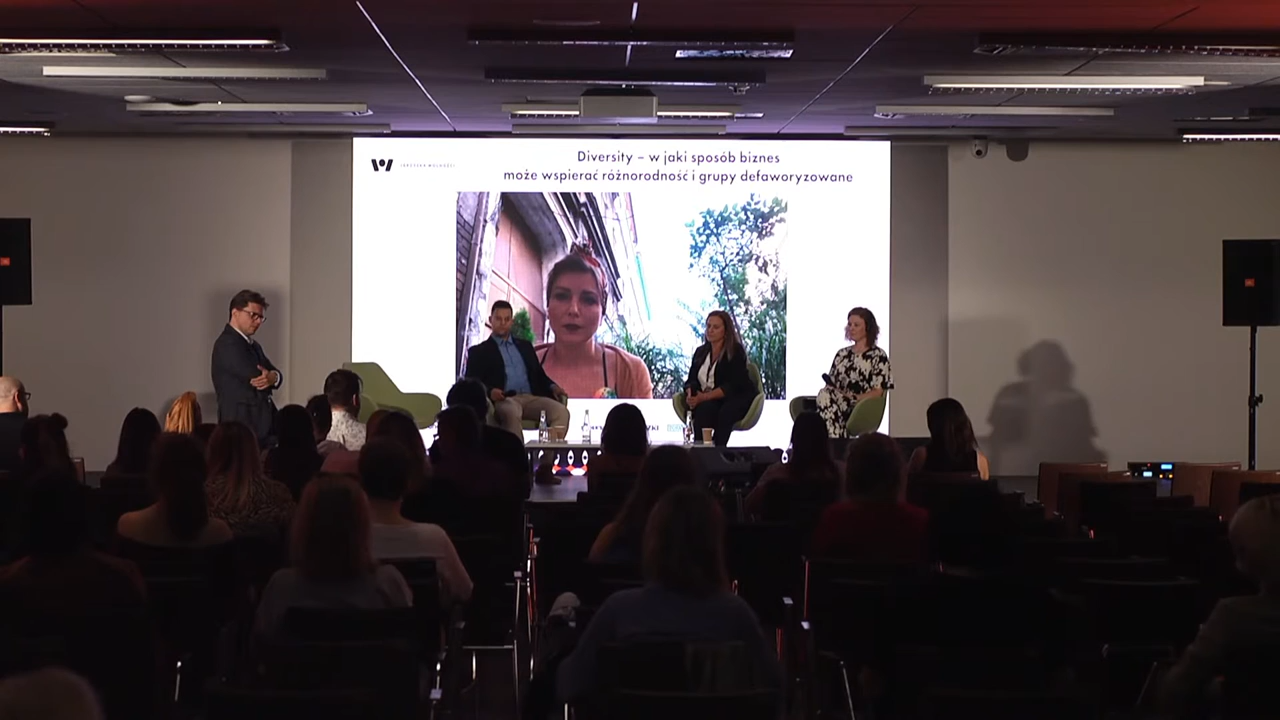 Diversity – w jaki sposób biznes
może wspierać różnorodność i grupy defaworyzowane